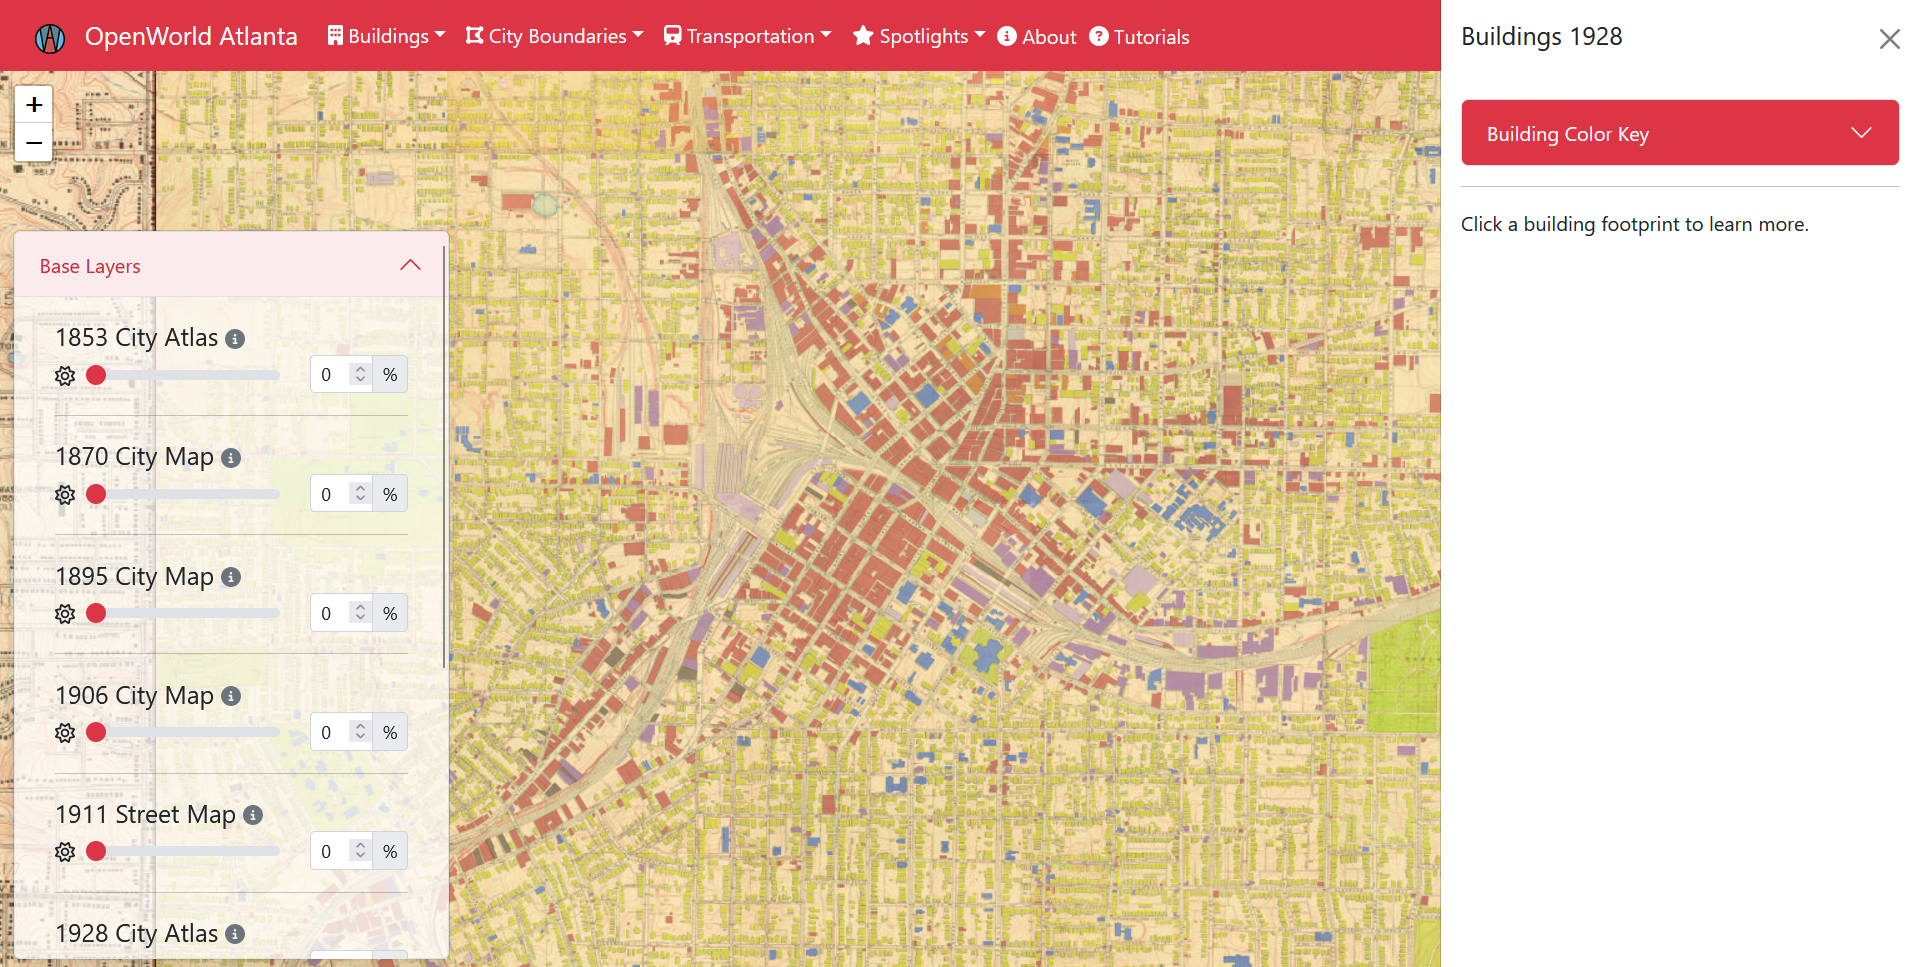 OpenWorld Atlanta
Buildings
City Boundaries
Transportation
Spotlights
About
Tutorials
+
−
Base Layers
1853 City Atlas
0 %
1870 City Map
0 %
1895 City Map
0 %
1906 City Map
0 %
1911 Street Map
0 %
1928 City Atlas
Buildings 1928
Building Color Key
Click a building footprint to learn more.